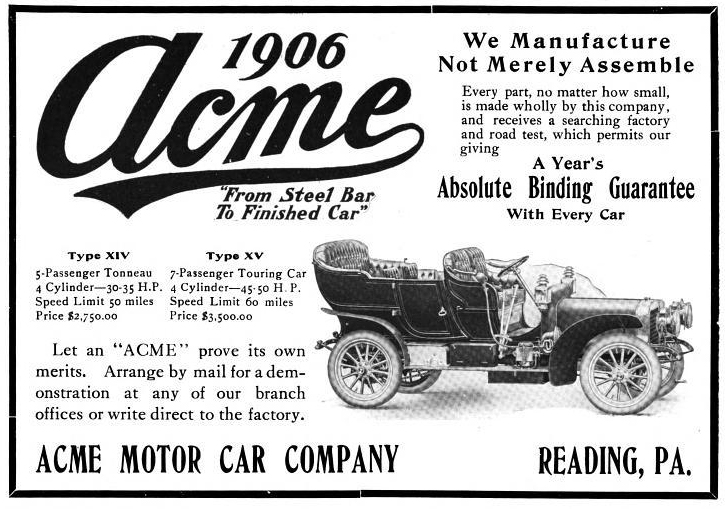 1906
Acme
"From Steel Bar
To Finished Car"
We Manufacture
Not Merely Assemble
Every part, no matter how small,
is made wholly by this company,
and receives a searching factory
and road test, which permits our
giving
A Year's
Absolute Binding Guarantee
With Every Car
Type XIV
5-Passenger Tonneau
4 Cylinder—30-35 H.P.
Speed Limit 50 miles
Price $2,750.00
Type XV
7-Passenger Touring Car
4 Cylinder—45-50 H. P.
Speed Limit 60 miles
Price $3,500.00
Let an "ACME" prove its own
merits. Arrange by mail for a dem-
onstration at any of our branch
offices or write direct to the factory.
ACME MOTOR CAR COMPANY
READING, PA.